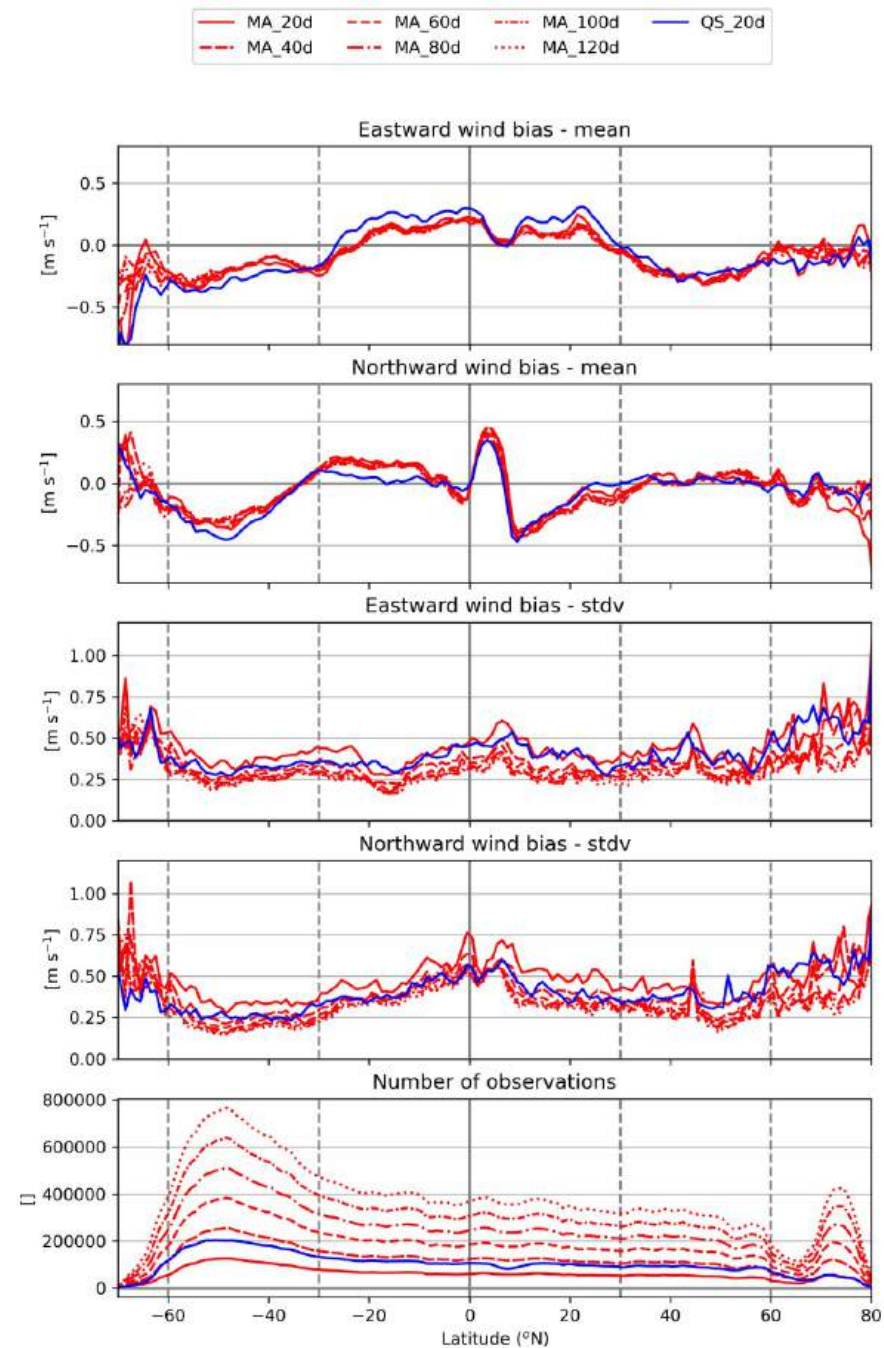 MA_20d MA_60d MA_100d QS_20d
MA_40d MA_80d MA_120d
Eastward wind bias - mean
0.5
0.0
−0.5
[m s⁻¹]
Northward wind bias - mean
0.5
0.0
−0.5
[m s⁻¹]
Eastward wind bias - stdv
1.00
0.75
0.50
0.25
0.00
[m s⁻¹]
Northward wind bias - stdv
1.00
0.75
0.50
0.25
0.00
[m s⁻¹]
Number of observations
800000
600000
400000
200000
0
[]
−60 −40 −20 0 20 40 60 80
Latitude (°N)